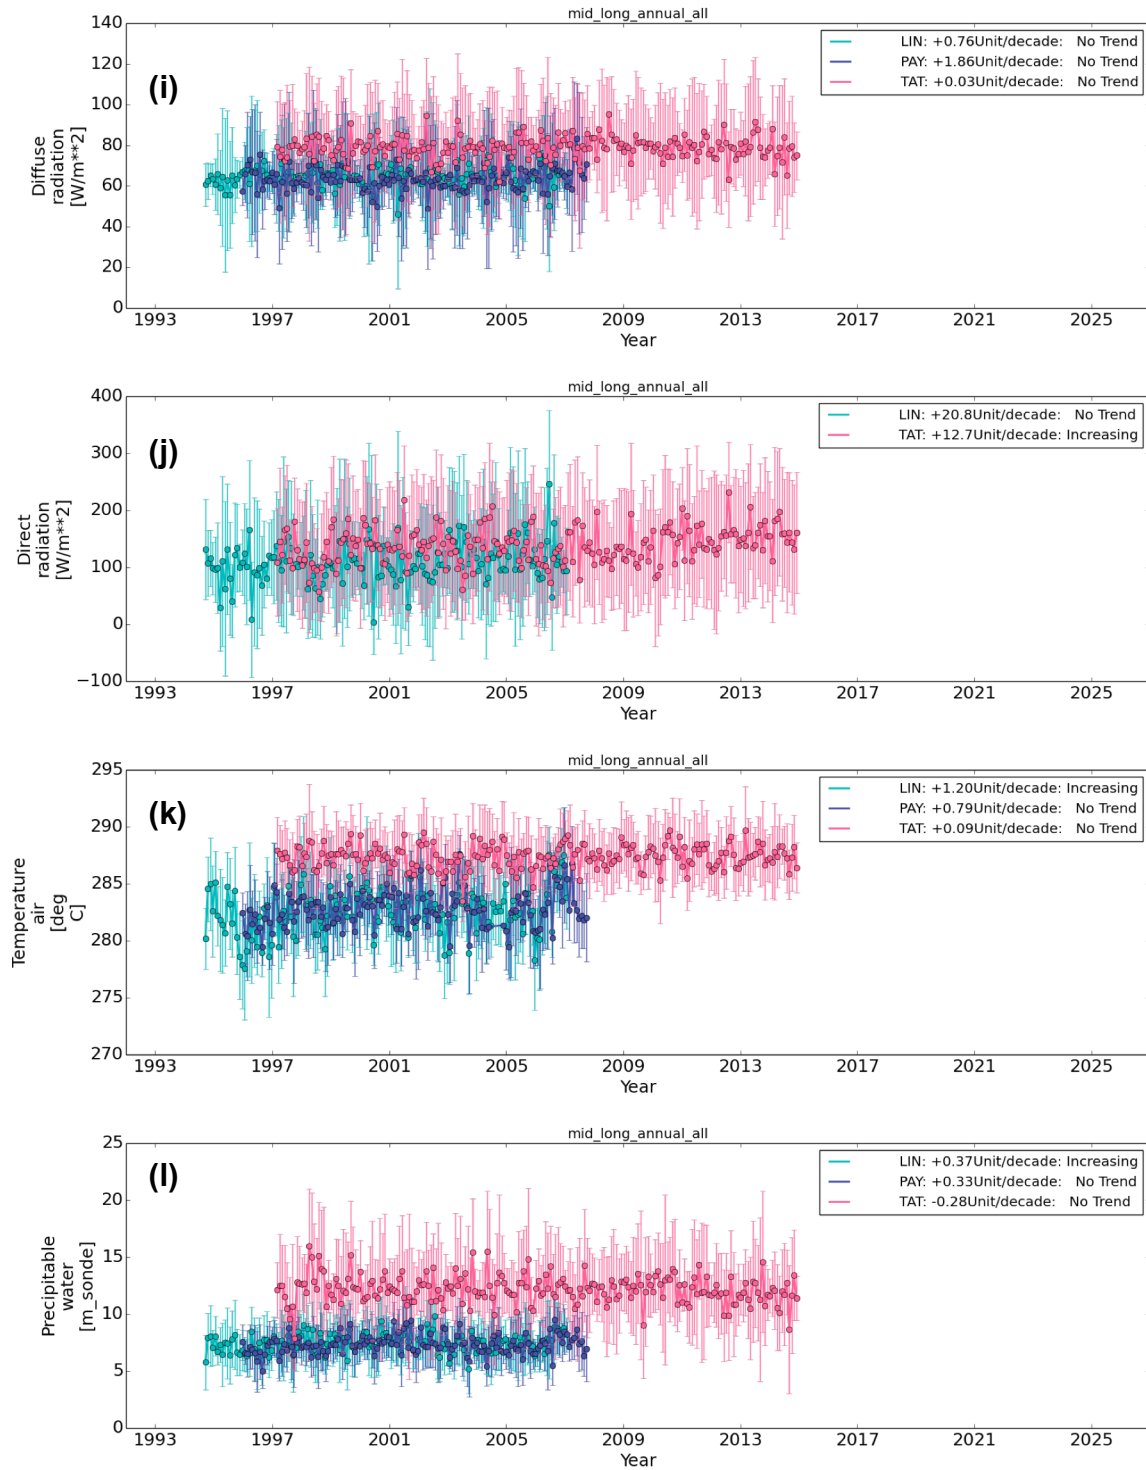 mid_long_annual_all
(i)
LIN: +0.76Unit/decade: No Trend
PAY: +1.86Unit/decade: No Trend
TAT: +0.03Unit/decade: No Trend
Diffuse
radiation
[W/m**2]
140
120
100
80
60
40
20
0
1993 1997 2001 2005 2009 2013 2017 2021 2025
Year
mid_long_annual_all
(j)
LIN: +20.8Unit/decade: No Trend
TAT: +12.7Unit/decade: Increasing
Direct
radiation
[W/m**2]
400
300
200
100
0
−100
1993 1997 2001 2005 2009 2013 2017 2021 2025
Year
mid_long_annual_all
(k)
LIN: +1.20Unit/decade: Increasing
PAY: +0.79Unit/decade: No Trend
TAT: +0.09Unit/decade: No Trend
Temperature
air
[deg
C]
295
290
285
280
275
270
1993 1997 2001 2005 2009 2013 2017 2021 2025
Year
mid_long_annual_all
(l)
LIN: +0.37Unit/decade: Increasing
PAY: +0.33Unit/decade: No Trend
TAT: -0.28Unit/decade: No Trend
Precipitable
water
[m_sonde]
25
20
15
10
5
0
1993 1997 2001 2005 2009 2013 2017 2021 2025
Year